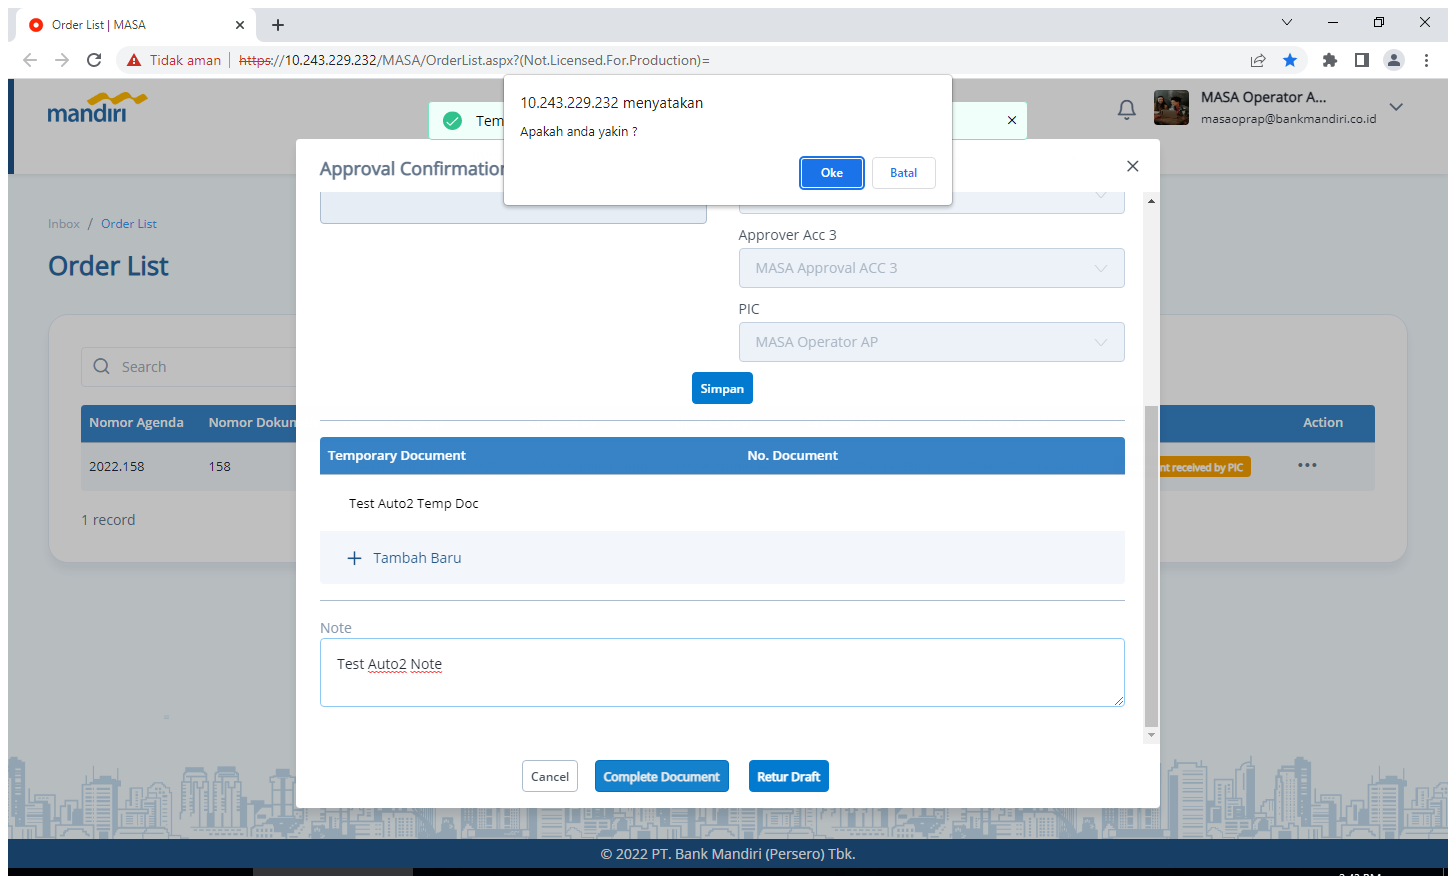 Order List | MASA
Tidak aman
https://10.243.229.232/MASA/OrderList.aspx?(Not.Licensed.For.Production)=
mandiri
10.243.229.232 menyatakan
Apakah anda yakin ?
Oke
Batal
MASA Operator A...
masaoprap@bankmandiri.co.id
Approval Confirmation
Inbox / Order List
Order List
Approver Acc 3
MASA Approval ACC 3
PIC
MASA Operator AP
Search
Simpan
Nomor Agenda
Action
2022.158
158
nt received by PIC
1 record
Temporary Document
No. Document
Test Auto2 Temp Doc
Tambah Baru
Note
Test Auto2 Note
Cancel
Complete Document
Retur Draft
© 2022 PT. Bank Mandiri (Persero) Tbk.